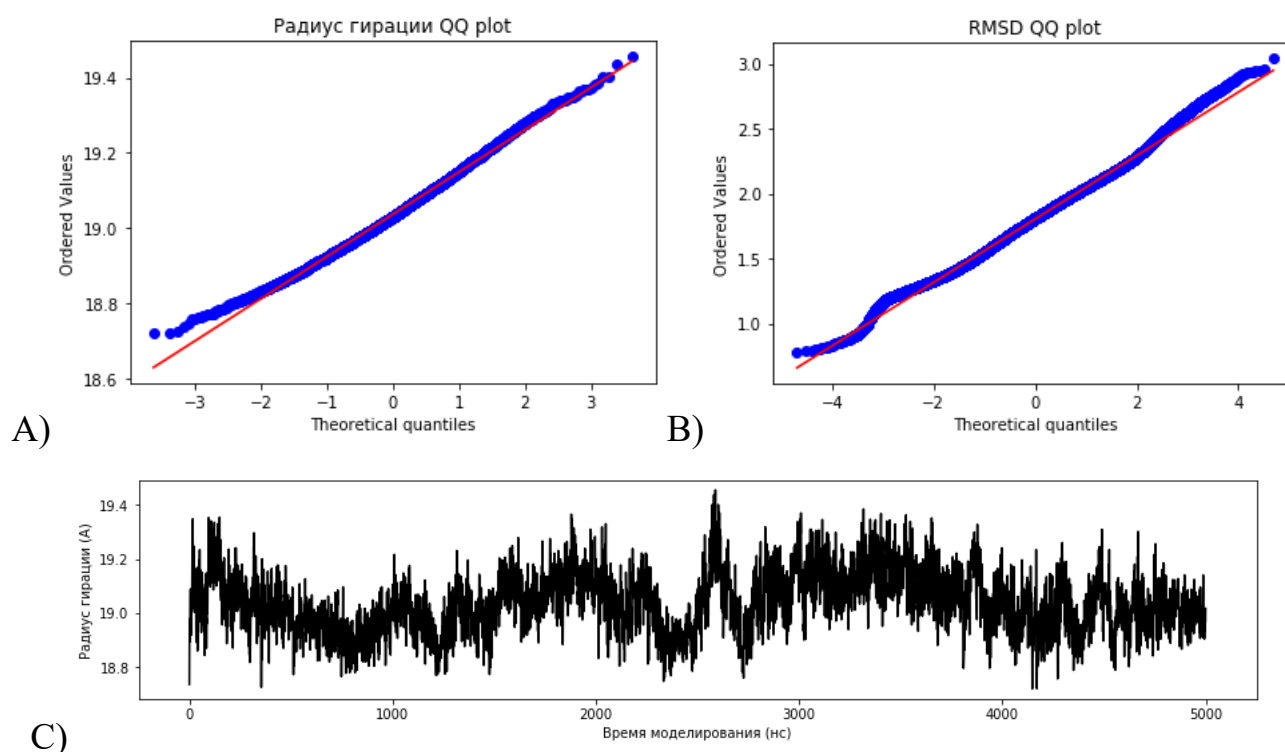 Радиус гирации QQ plot
Ordered Values
19.4
19.2
19.0
18.8
18.6
−3
−2
−1
0
1
2
3
Theoretical quantiles
A)
RMSD QQ plot
Ordered Values
3.0
2.5
2.0
1.5
1.0
−4
−2
0
2
4
Theoretical quantiles
B)
Радиус гирации (А)
19.4
19.2
19.0
18.8
0
1000
2000
3000
4000
5000
Время моделирования (нс)
C)